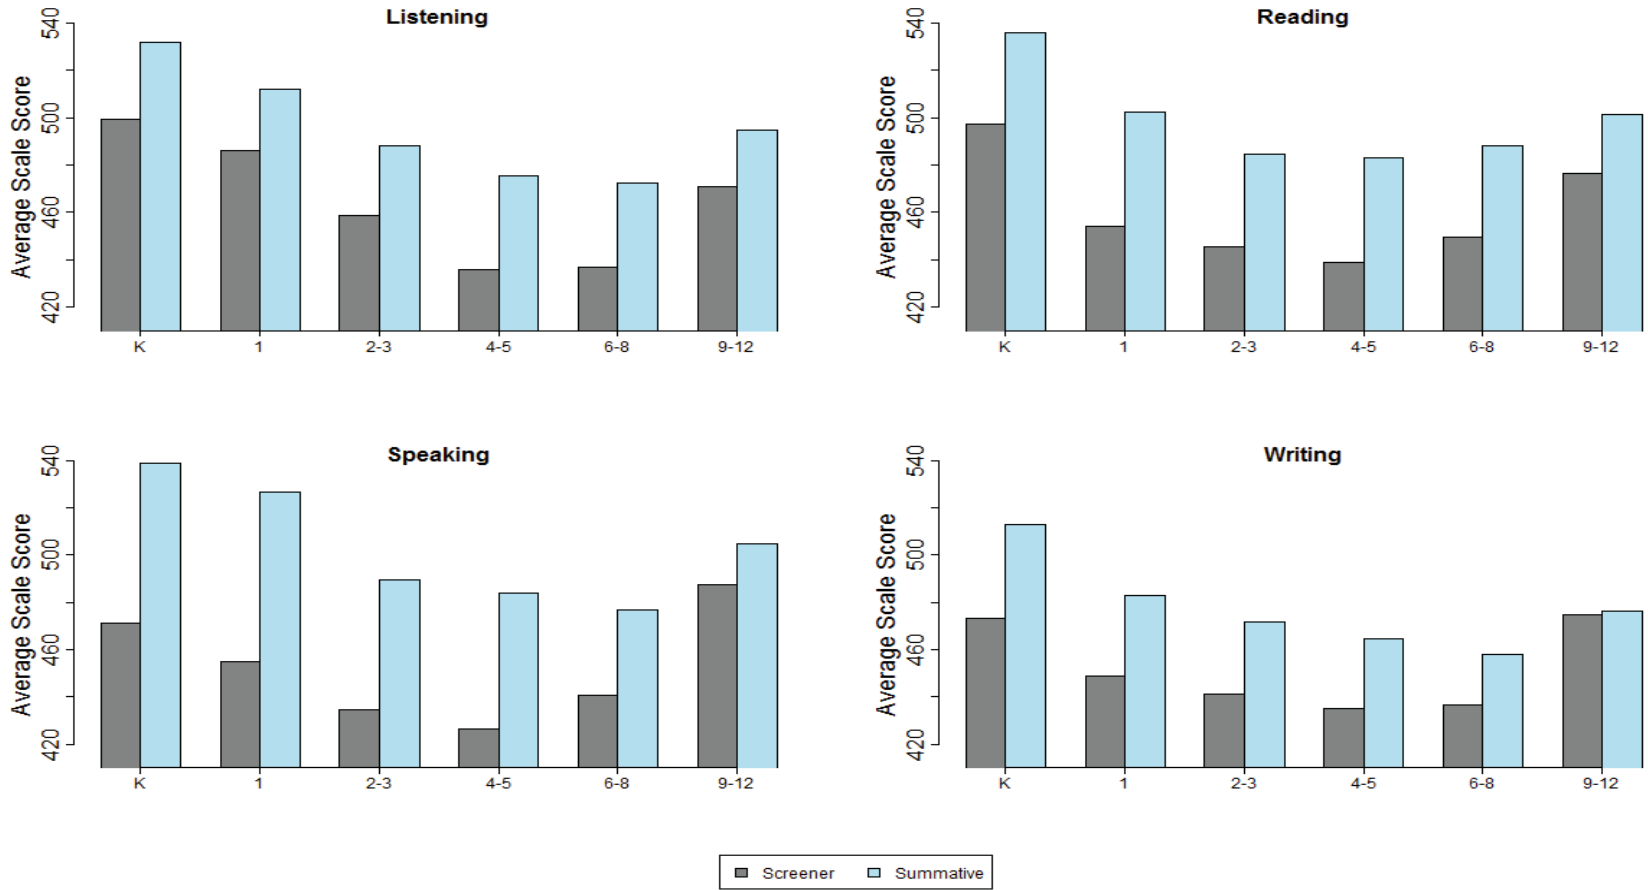 Listening
Average Scale Score
540
500
460
420
K 1 2-3 4-5 6-8 9-12
Reading
Average Scale Score
540
500
460
420
K 1 2-3 4-5 6-8 9-12
Speaking
Average Scale Score
540
500
460
420
K 1 2-3 4-5 6-8 9-12
Writing
Average Scale Score
540
500
460
420
K 1 2-3 4-5 6-8 9-12
Screener Summative